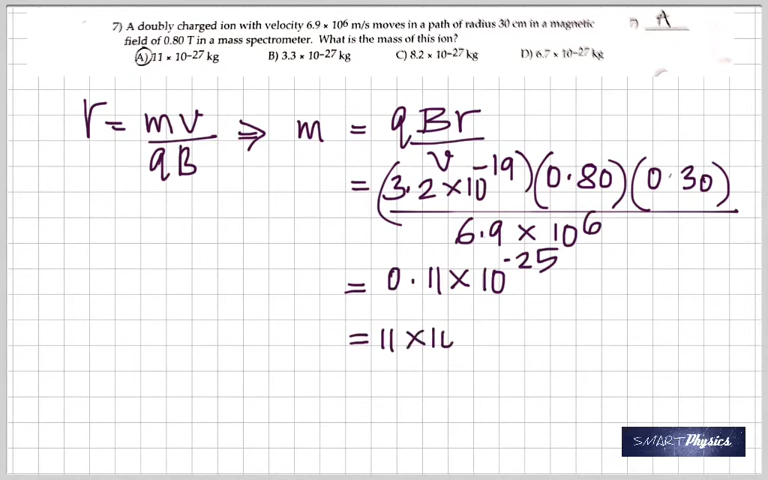 7) A doubly charged ion with velocity 6.9 × 10⁶ m/s moves in a path of radius 30 cm in a magnetic 7) A
field of 0.80 T in a mass spectrometer. What is the mass of this ion?
A) 11 × 10−27 kg B) 3.3 × 10−27 kg C) 8.2 × 10−27 kg D) 6.7 × 10−27 kg
r = mv/qB ⇒ m = qBr/v
= (3.2 × 10⁻¹⁹)(0.80)(0.30)
6.9 × 10⁶
= 0.11 × 10⁻²⁵
= 11 × 10
SMART Physics